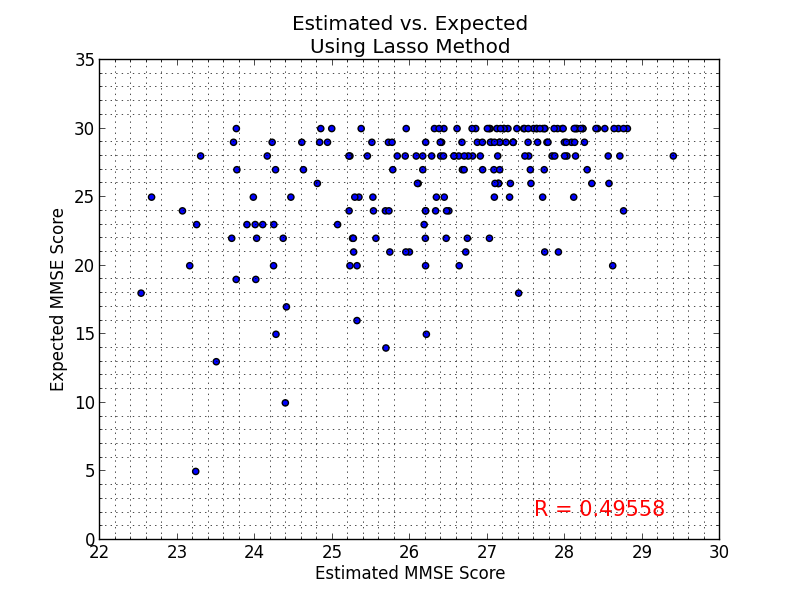 Estimated vs. Expected
Using Lasso Method
35
30
25
20
15
10
5
0
Expected MMSE Score
R = 0.49558
22 23 24 25 26 27 28 29 30
Estimated MMSE Score